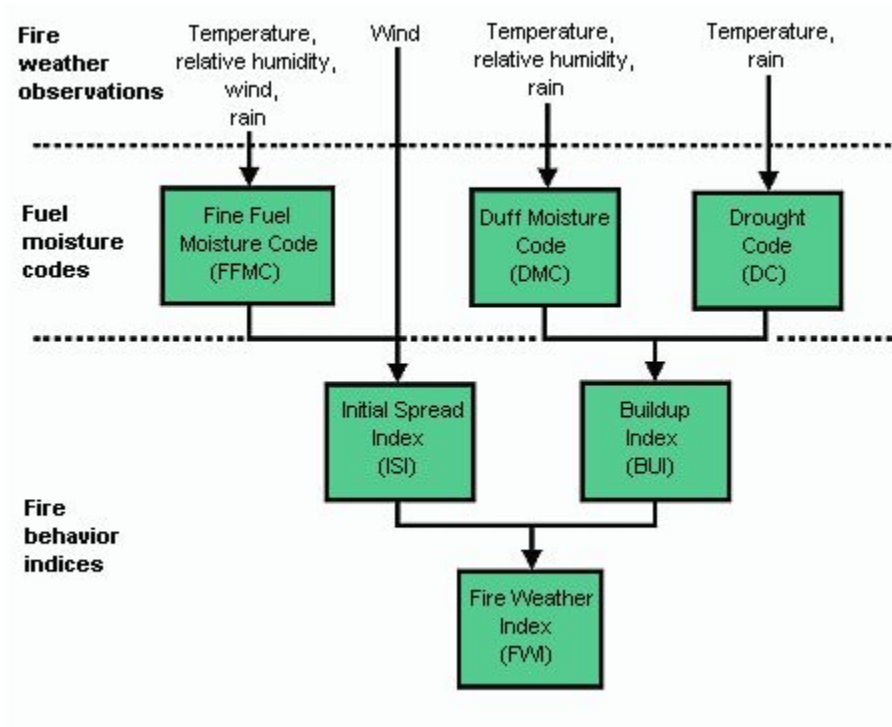 Fire
weather
observations
Temperature,
relative humidity,
wind,
rain
Wind
Temperature,
relative humidity,
rain
Temperature,
rain
Fuel
moisture
codes
Fine Fuel
Moisture Code
(FFMC)
Duff Moisture
Code
(DMC)
Drought
Code
(DC)
Fire
behavior
indices
Initial Spread
Index
(ISI)
Buildup
Index
(BUI)
Fire Weather
Index
(FWI)